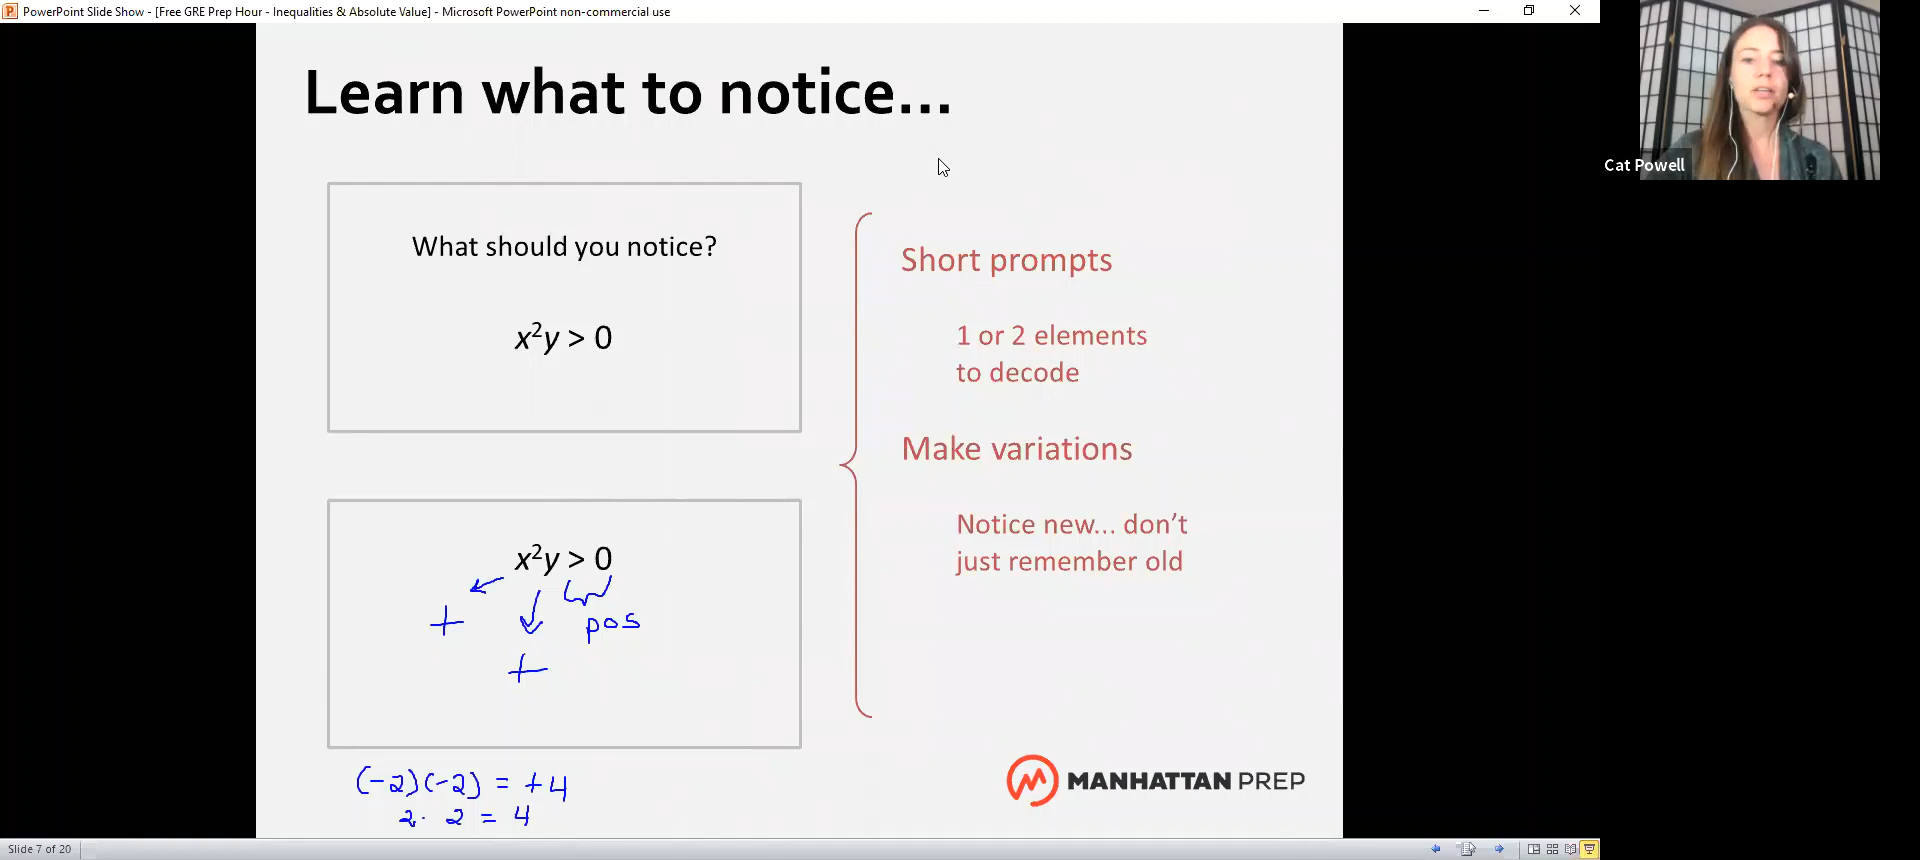 PowerPoint Slide Show - [Free GRE Prep Hour - Inequalities & Absolute Value] - Microsoft PowerPoint non-commercial use
Cat Powell
Learn what to notice...
What should you notice?
x²y > 0
x²y > 0
+
pos
+
(-2)(-2) = +4
2. 2 = 4
Short prompts
1 or 2 elements
to decode
Make variations
Notice new... don't
just remember old
MANHATTAN PREP
Slide 7 of 20